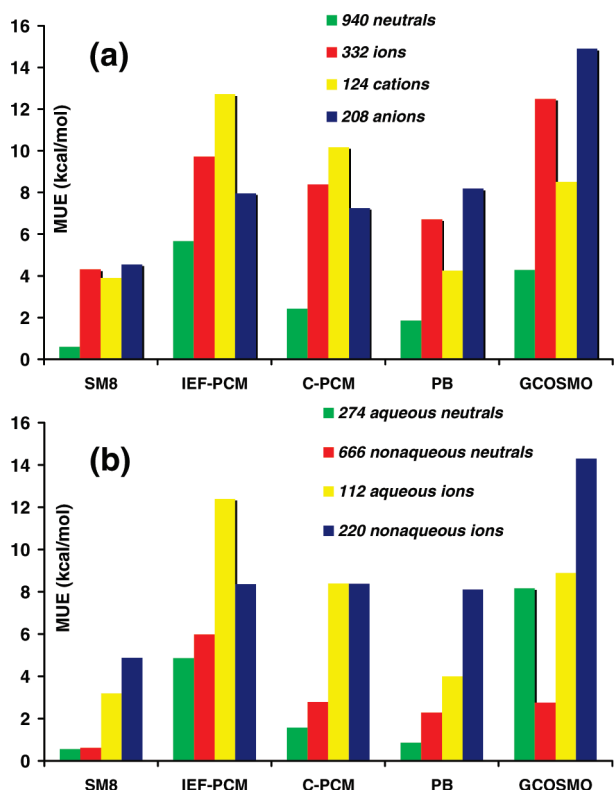 (a)
940 neutrals
332 ions
124 cations
208 anions
MUE (kcal/mol)
16
14
12
10
8
6
4
2
0
SM8 IEF-PCM C-PCM PB GCOSMO
(b)
274 aqueous neutrals
666 nonaqueous neutrals
112 aqueous ions
220 nonaqueous ions
MUE (kcal/mol)
16
14
12
10
8
6
4
2
0
SM8 IEF-PCM C-PCM PB GCOSMO